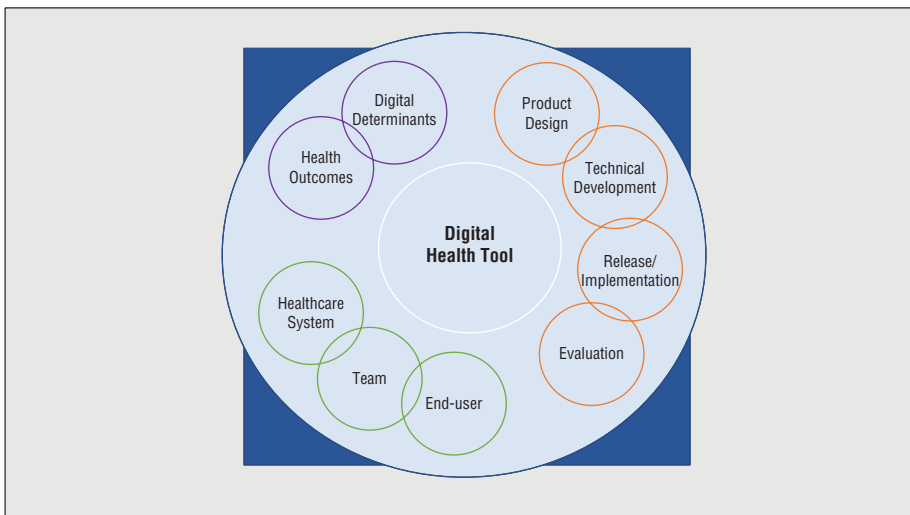 Digital
Determinants
Health
Outcomes
Product
Design
Technical
Development
Release/
Implementation
Evaluation
Digital
Health Tool
Healthcare
System
Team
End-user